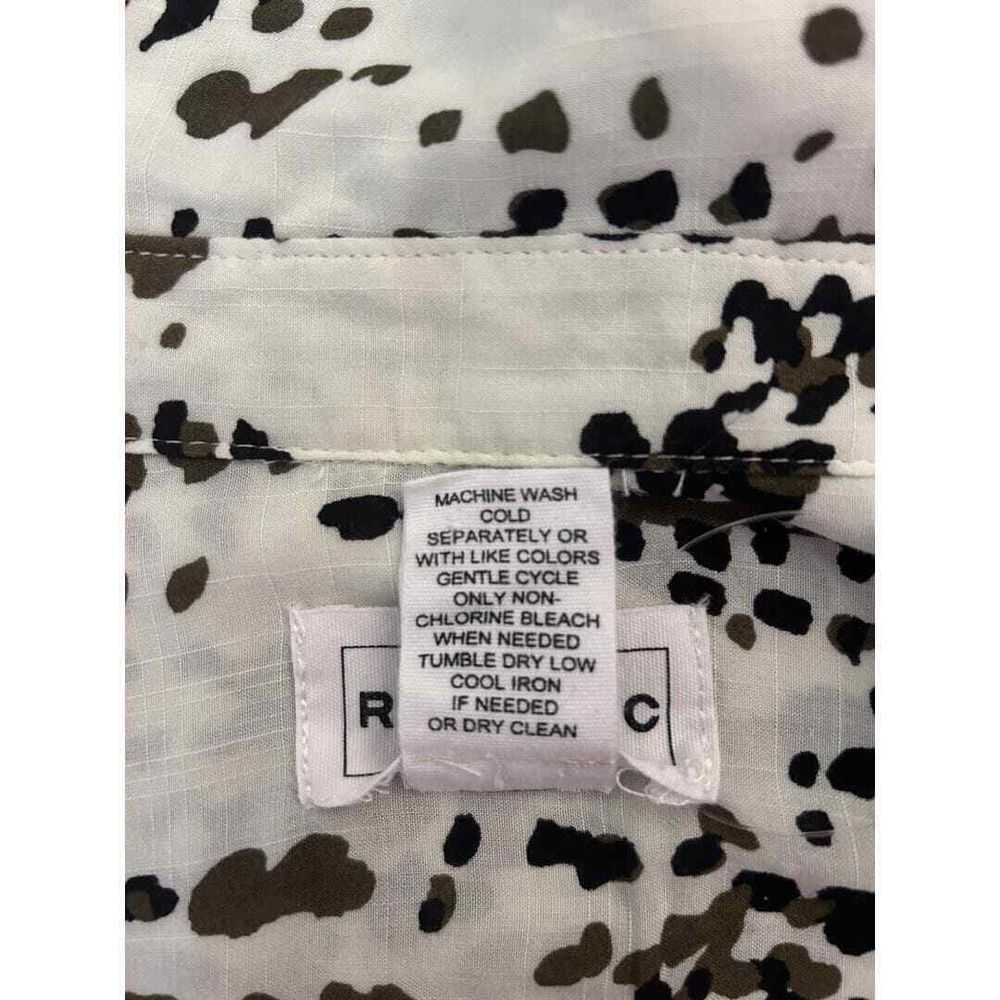 MACHINE WASH
COLD
SEPARATELY OR
WITH LIKE COLORS
GENTLE CYCLE
ONLY NON-
CHLORINE BLEACH
WHEN NEEDED
TUMBLE DRY LOW
COOL IRON
IF NEEDED
OR DRY CLEAN
R C